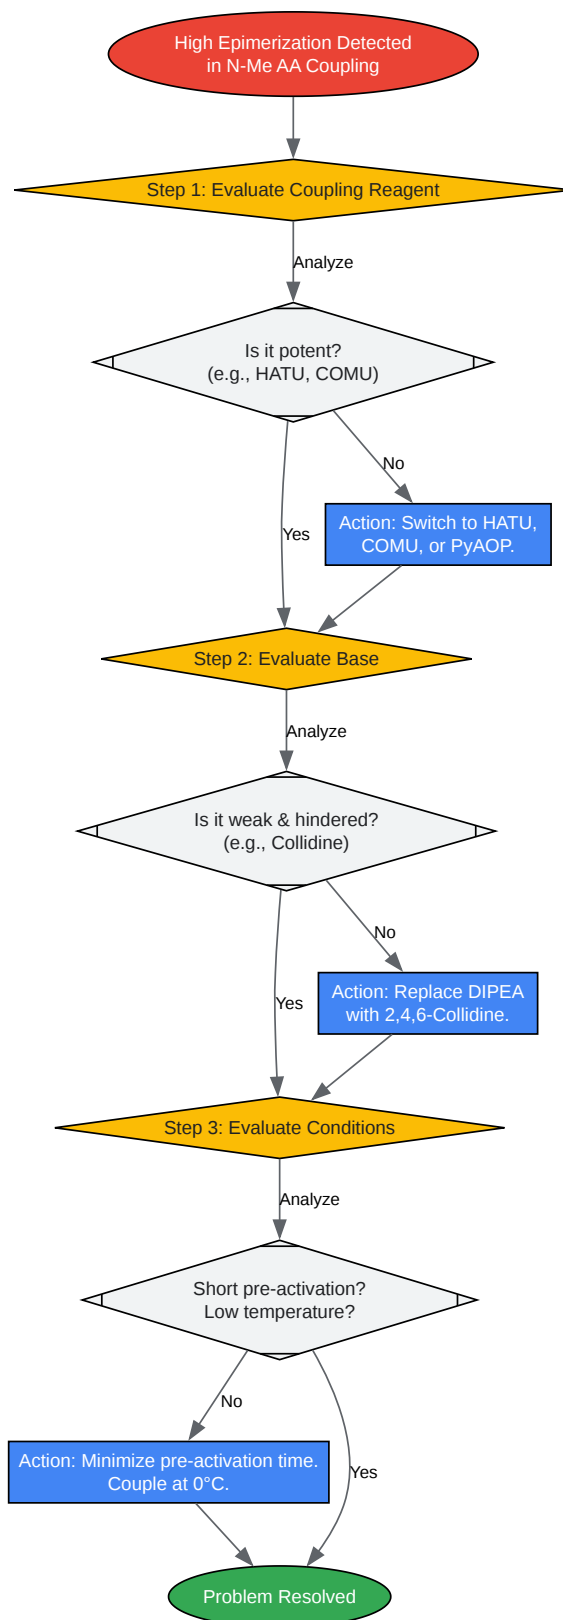 High Epimerization Detected
in N-Me AA Coupling
Step 1: Evaluate Coupling Reagent
Analyze
Is it potent?
(e.g., HATU, COMU)
No
Yes
Action: Switch to HATU,
COMU, or PyAOP.
Step 2: Evaluate Base
Analyze
Is it weak & hindered?
(e.g., Collidine)
No
Yes
Action: Replace DIPEA
with 2,4,6-Collidine.
Step 3: Evaluate Conditions
Analyze
Short pre-activation?
Low temperature?
No
Yes
Action: Minimize pre-activation time.
Couple at 0°C.
Problem Resolved